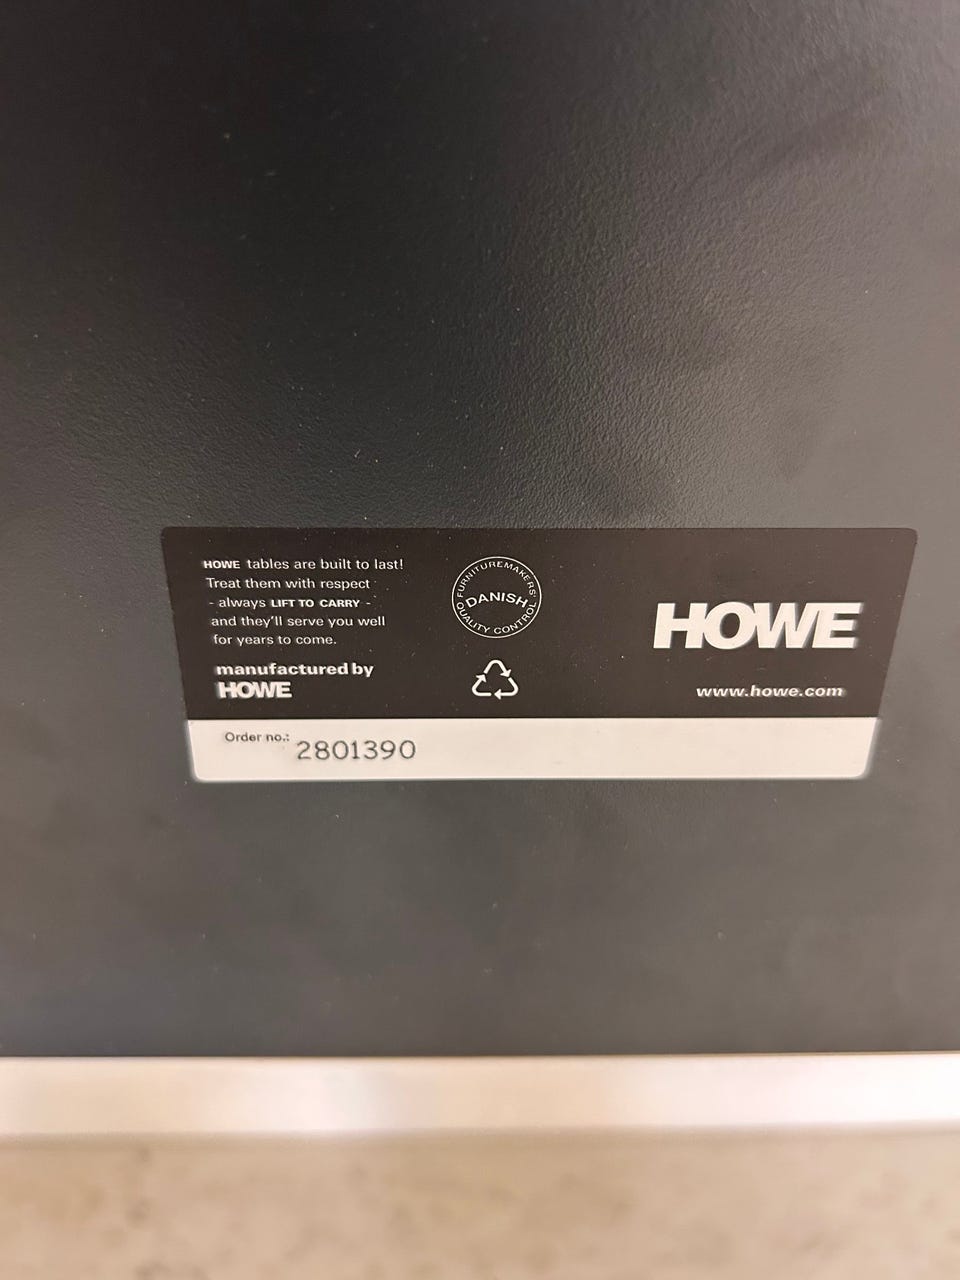 HOWE tables are built to last!
Treat them with respect
- always LIFT TO CARRY -
and they'll serve you well
for years to come.
manufactured by
HOWE
FURNITUREMAKERS'
DANISH
QUALITY CONTROL
HOWE
www.howe.com
Order no.: 2801390